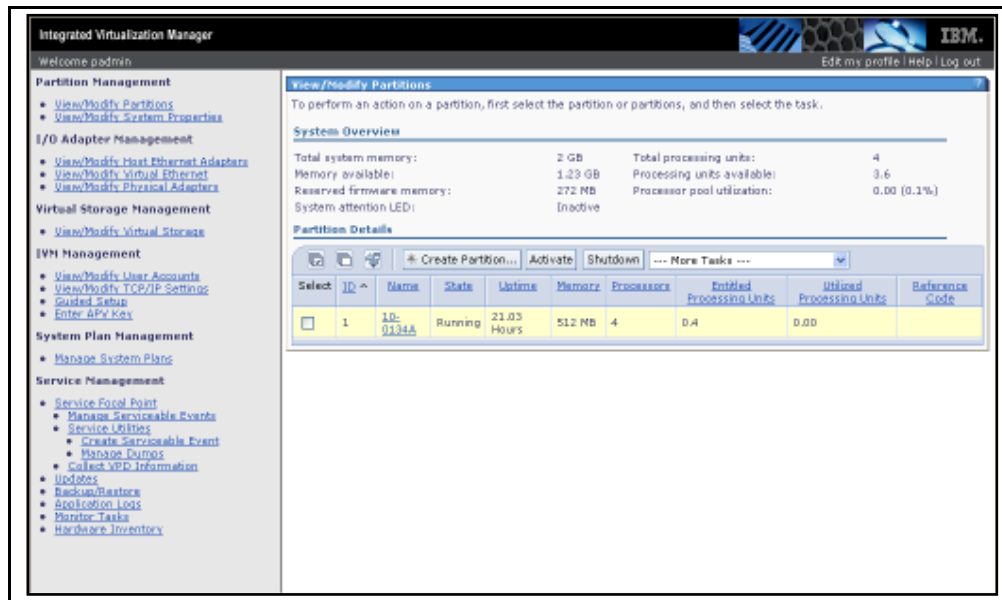 Integrated Virtualization Manager
IBM.
Welcome padmin
Edit my profile | Help | Log out
Partition Management
View/Modify Partitions
View/Modify System Properties
I/O Adapter Management
View/Modify Host Ethernet Adapters
View/Modify Virtual Ethernet
View/Modify Physical Adapters
Virtual Storage Management
View/Modify Virtual Storage
IVM Management
View/Modify User Accounts
View/Modify TCP/IP Settings
Guided Setup
Enter APV Key
System Plan Management
Manage System Plans
Service Management
Service Focal Point
Manage Serviceable Events
Service Utilities
Create Serviceable Event
Manage Dumps
Collect VPD Information
Updates
Backup/Restore
Application Logs
Monitor Tasks
Hardware Inventory
View/Modify Partitions ?
To perform an action on a partition, first select the partition or partitions, and then select the task.
System Overview
Total system memory: 2 GB Total processing units: 4
Memory available: 1.23 GB Processing units available: 3.6
Reserved firmware memory: 272 MB Processor pool utilization: 0.00 (0.1%)
System attention LED: Inactive
Partition Details
Create Partition... Activate Shutdown --- More Tasks ---
Select ID Name State Uptime Memory Processors Entitled Processing Units Utilized Processing Units Reference Code
1 10-0134A Running 21.03 Hours 512 MB 4 0.4 0.00